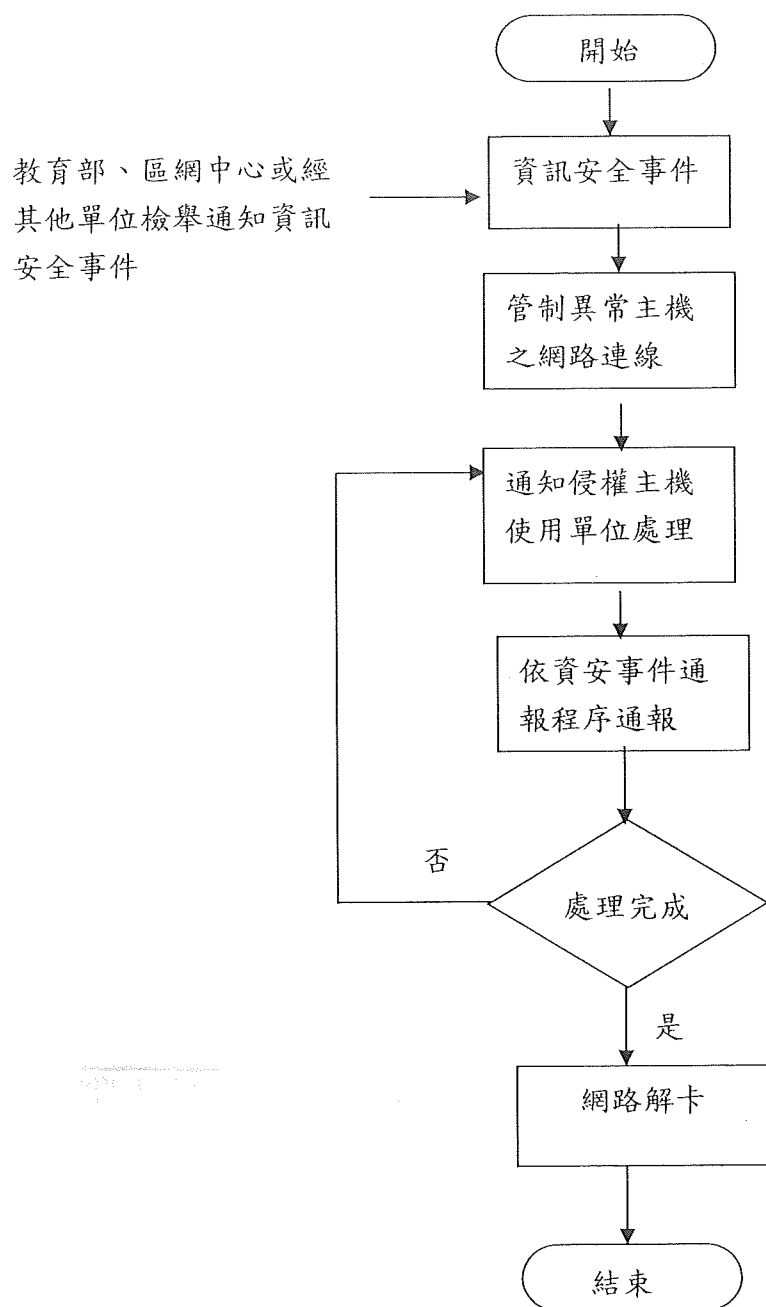 開始
教育部、區網中心或經
其他單位檢舉通知資訊
安全事件
資訊安全事件
管制異常主機
之網路連線
通知侵權主機
使用單位處理
依資安事件通
報程序通報
否
處理完成
是
網路解卡
結束